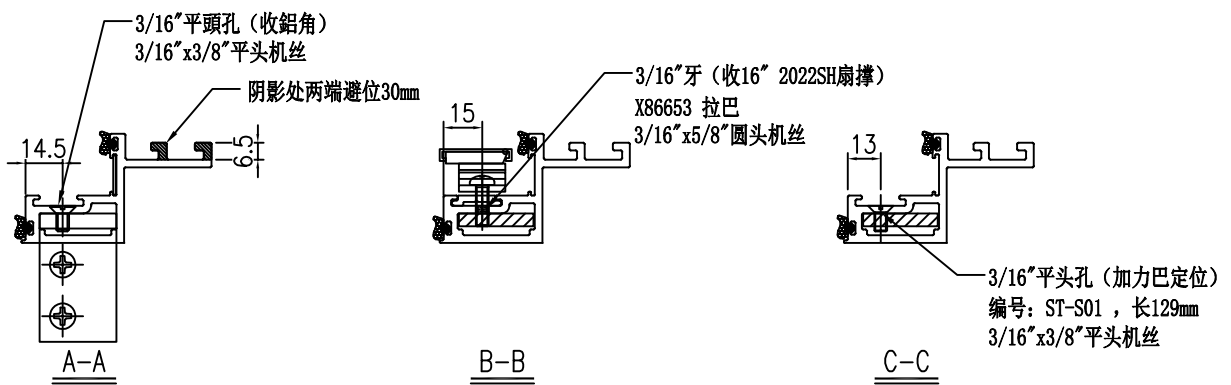 3/16"平頭孔（收鋁角）
3/16"x3/8"平头机丝
阴影处两端避位30mm
14.5
6.5
A-A
3/16"牙（收16" 2022SH扇撑）
X86653 拉巴
3/16"x5/8"圆头机丝
15
B-B
13
3/16"平头孔（加力巴定位）
编号：ST-S01 ，长129mm
3/16"x3/8"平头机丝
C-C